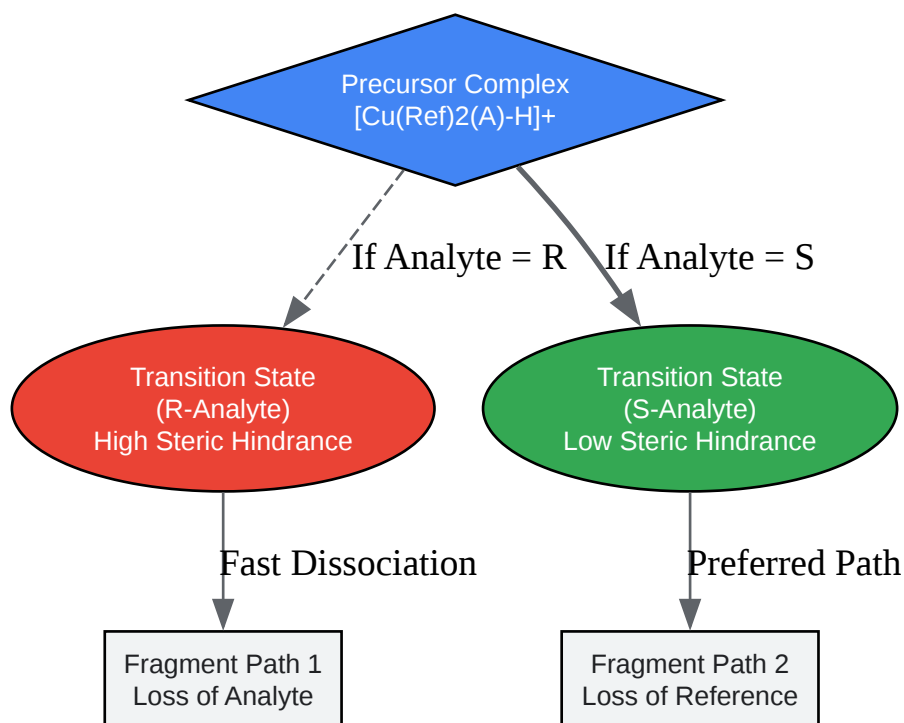 Precursor Complex
[Cu(Ref)2(A)-H]+
If Analyte = R
If Analyte = S
Transition State
(R-Analyte)
High Steric Hindrance
Transition State
(S-Analyte)
Low Steric Hindrance
Fast Dissociation
Preferred Path
Fragment Path 1
Loss of Analyte
Fragment Path 2
Loss of Reference